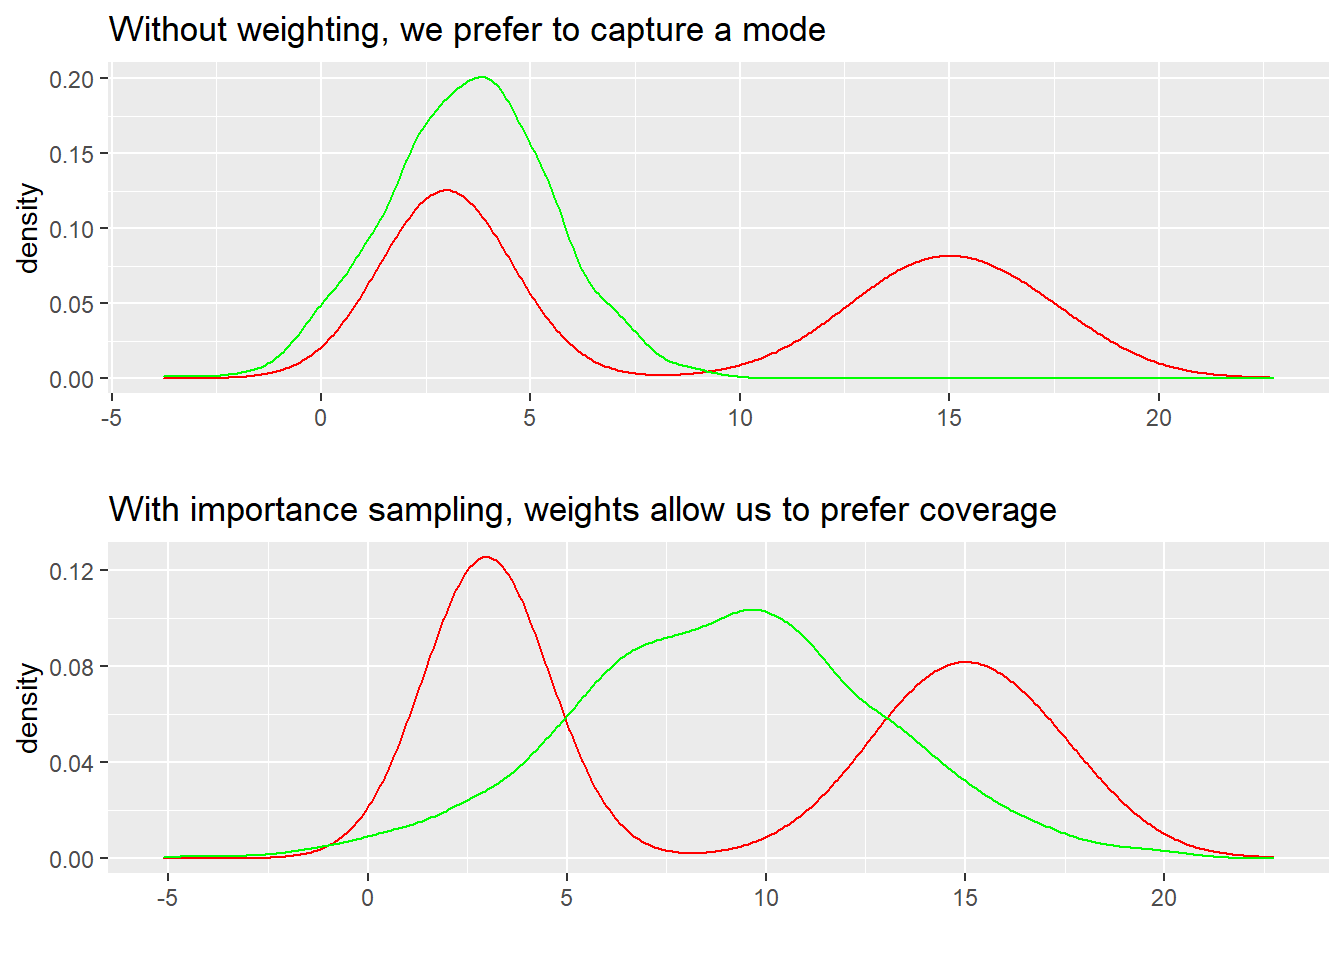 Without weighting, we prefer to capture a mode
0.20
0.15
0.10
0.05
0.00
density
-5 0 5 10 15 20
With importance sampling, weights allow us to prefer coverage
0.12
0.08
0.04
0.00
density
-5 0 5 10 15 20